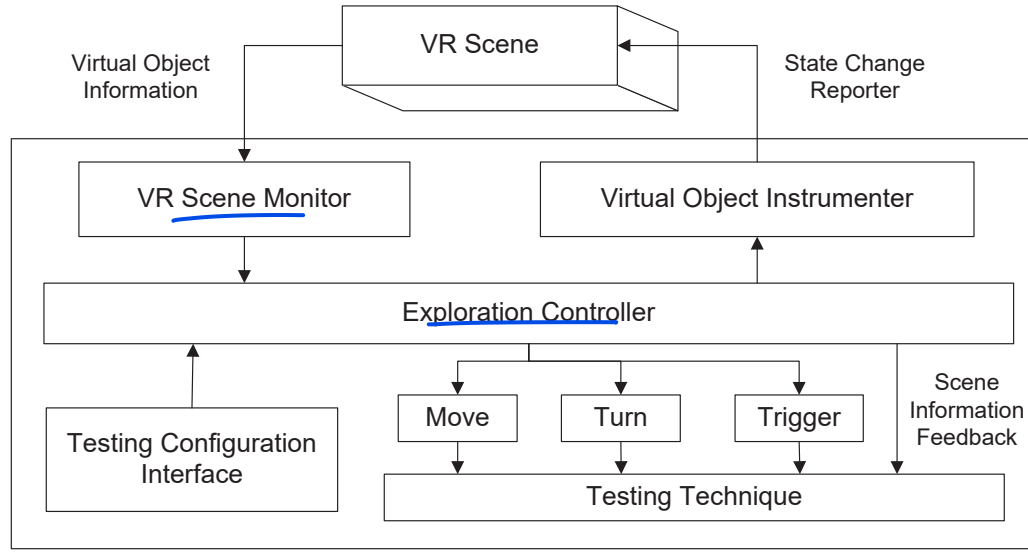 VR Scene
Virtual Object
Information
State Change
Reporter
VR Scene Monitor
Virtual Object Instrumenter
Exploration Controller
Testing Configuration
Interface
Move
Turn
Trigger
Scene
Information
Feedback
Testing Technique